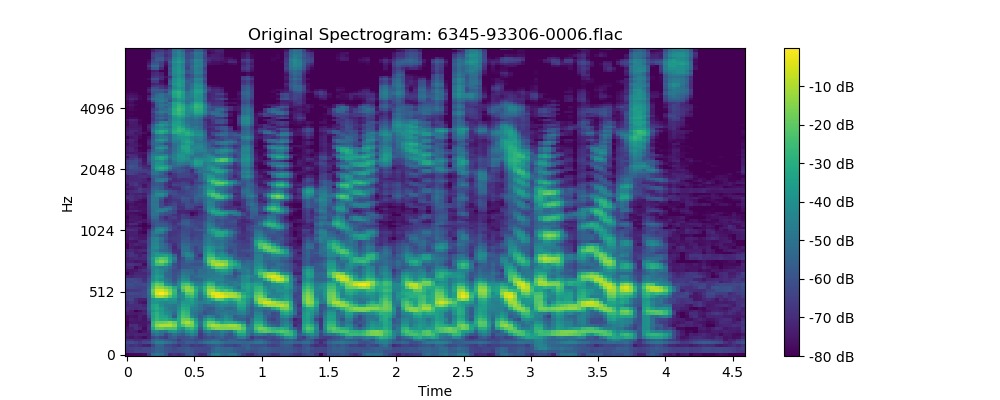 Original Spectrogram: 6345-93306-0006.flac
Hz
4096
2048
1024
512
0
0 0.5 1 1.5 2 2.5 3 3.5 4 4.5
Time
-10 dB
-20 dB
-30 dB
-40 dB
-50 dB
-60 dB
-70 dB
-80 dB